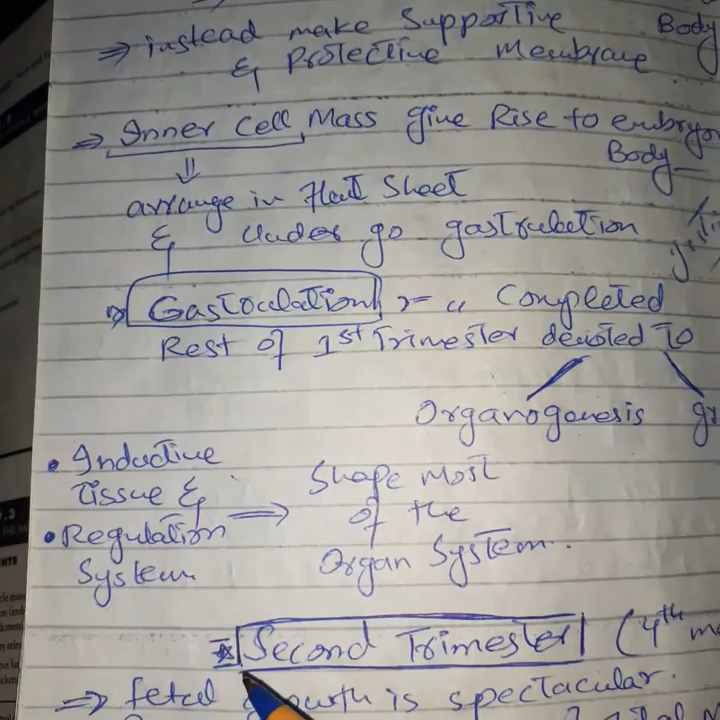 ⇒ instead make Supportive Body
& Protective Membrane
⇒ Inner Cell Mass give Rise to embryo
Body
⇓
arrange in Flat Sheet
& Under go gastrulation
⇒ Gastrulation := " Completed
Rest of 1st Trimester devoted to
Organogenesis
• Inductive
Tissue &
• Regulation
System
⇒ Shape most
of the
Organ System.
Second Trimester (4th
⇒ fetal growth is spectacular.